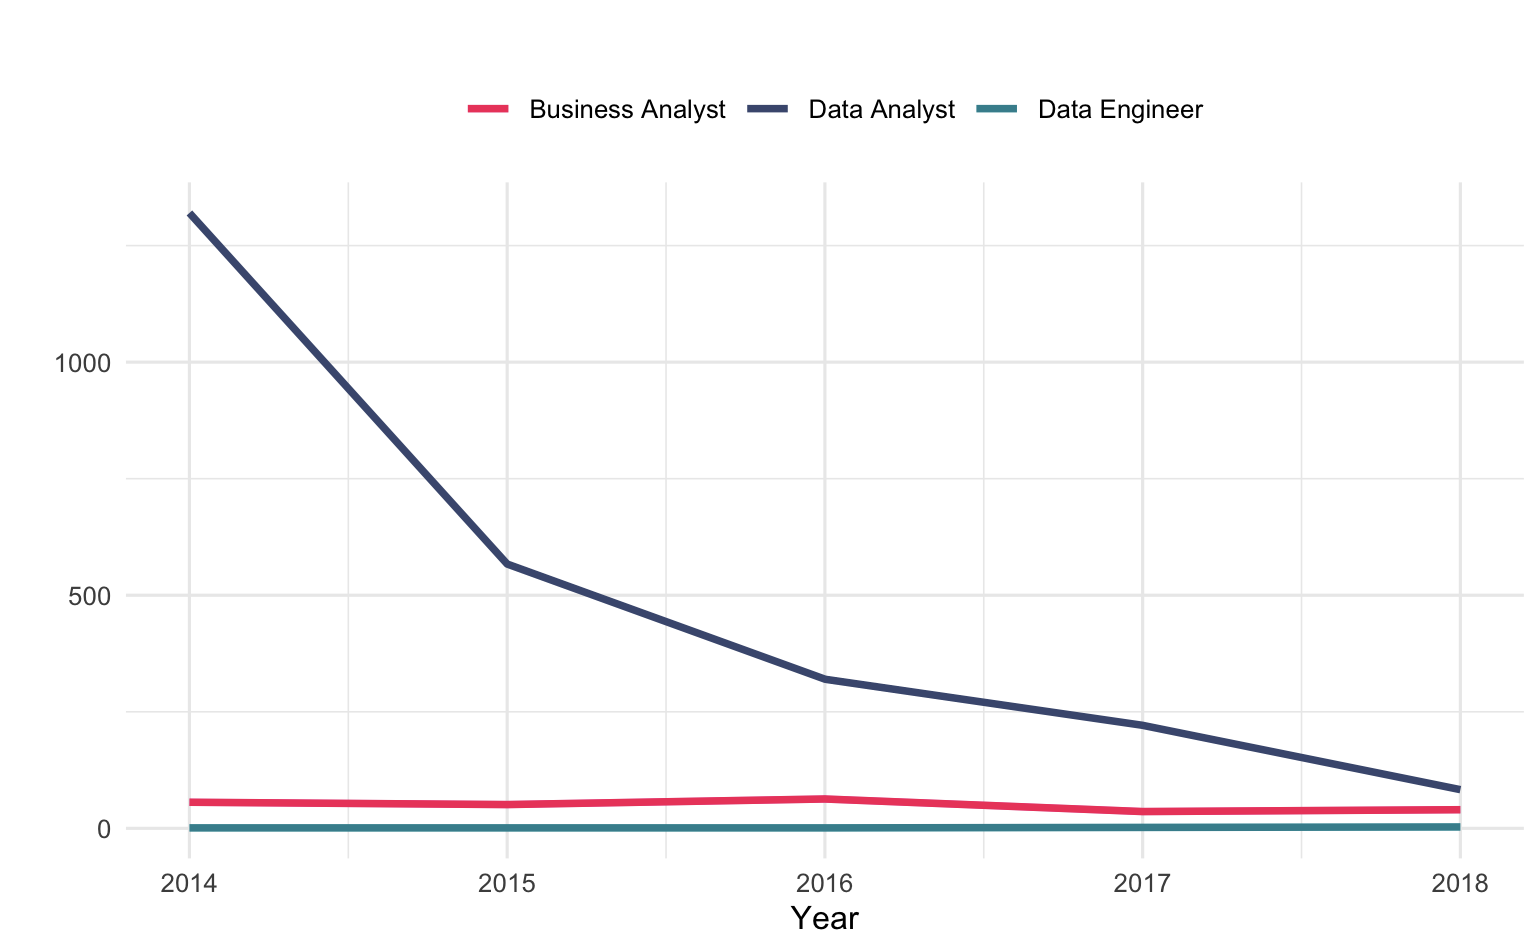 Business Analyst Data Analyst Data Engineer
1000
500
0
2014 2015 2016 2017 2018
Year